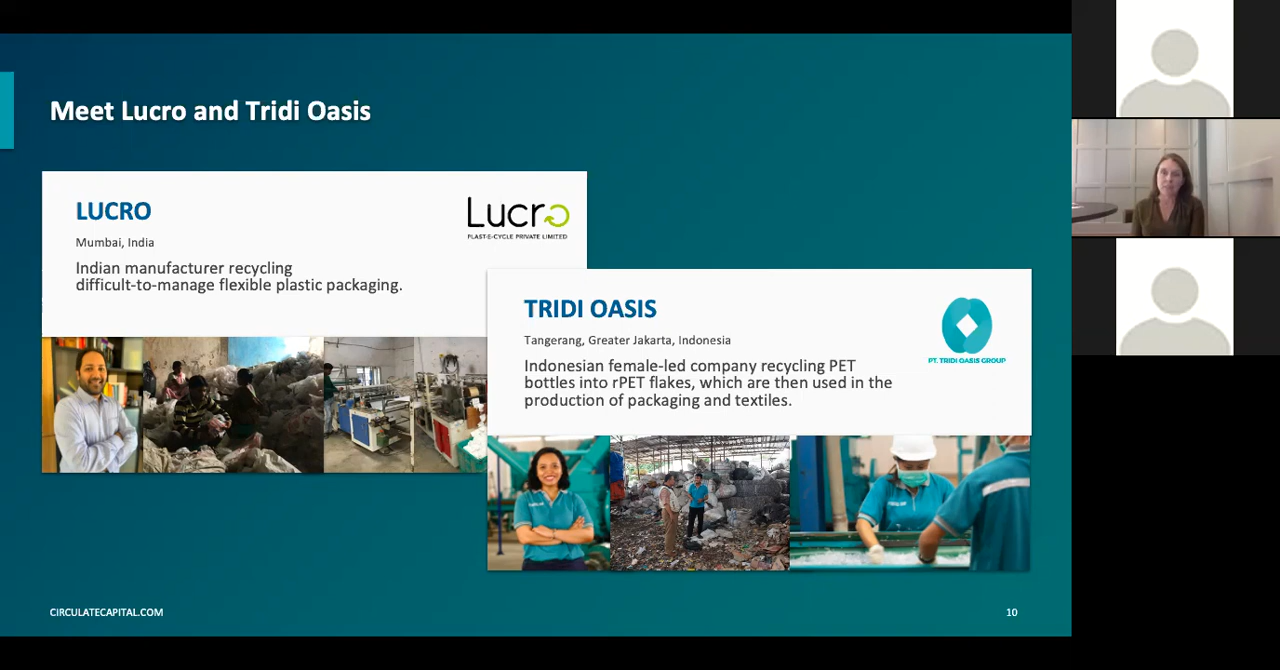 Meet Lucro and Tridi Oasis
LUCRO
Mumbai, India
Indian manufacturer recycling
difficult-to-manage flexible plastic packaging.
Lucro
PLAST-E-CYCLE PRIVATE LIMITED
TRIDI OASIS
Tangerang, Greater Jakarta, Indonesia
Indonesian female-led company recycling PET
bottles into rPET flakes, which are then used in the
production of packaging and textiles.
PT. TRIDI OASIS GROUP
CIRCULATECAPITAL.COM
10